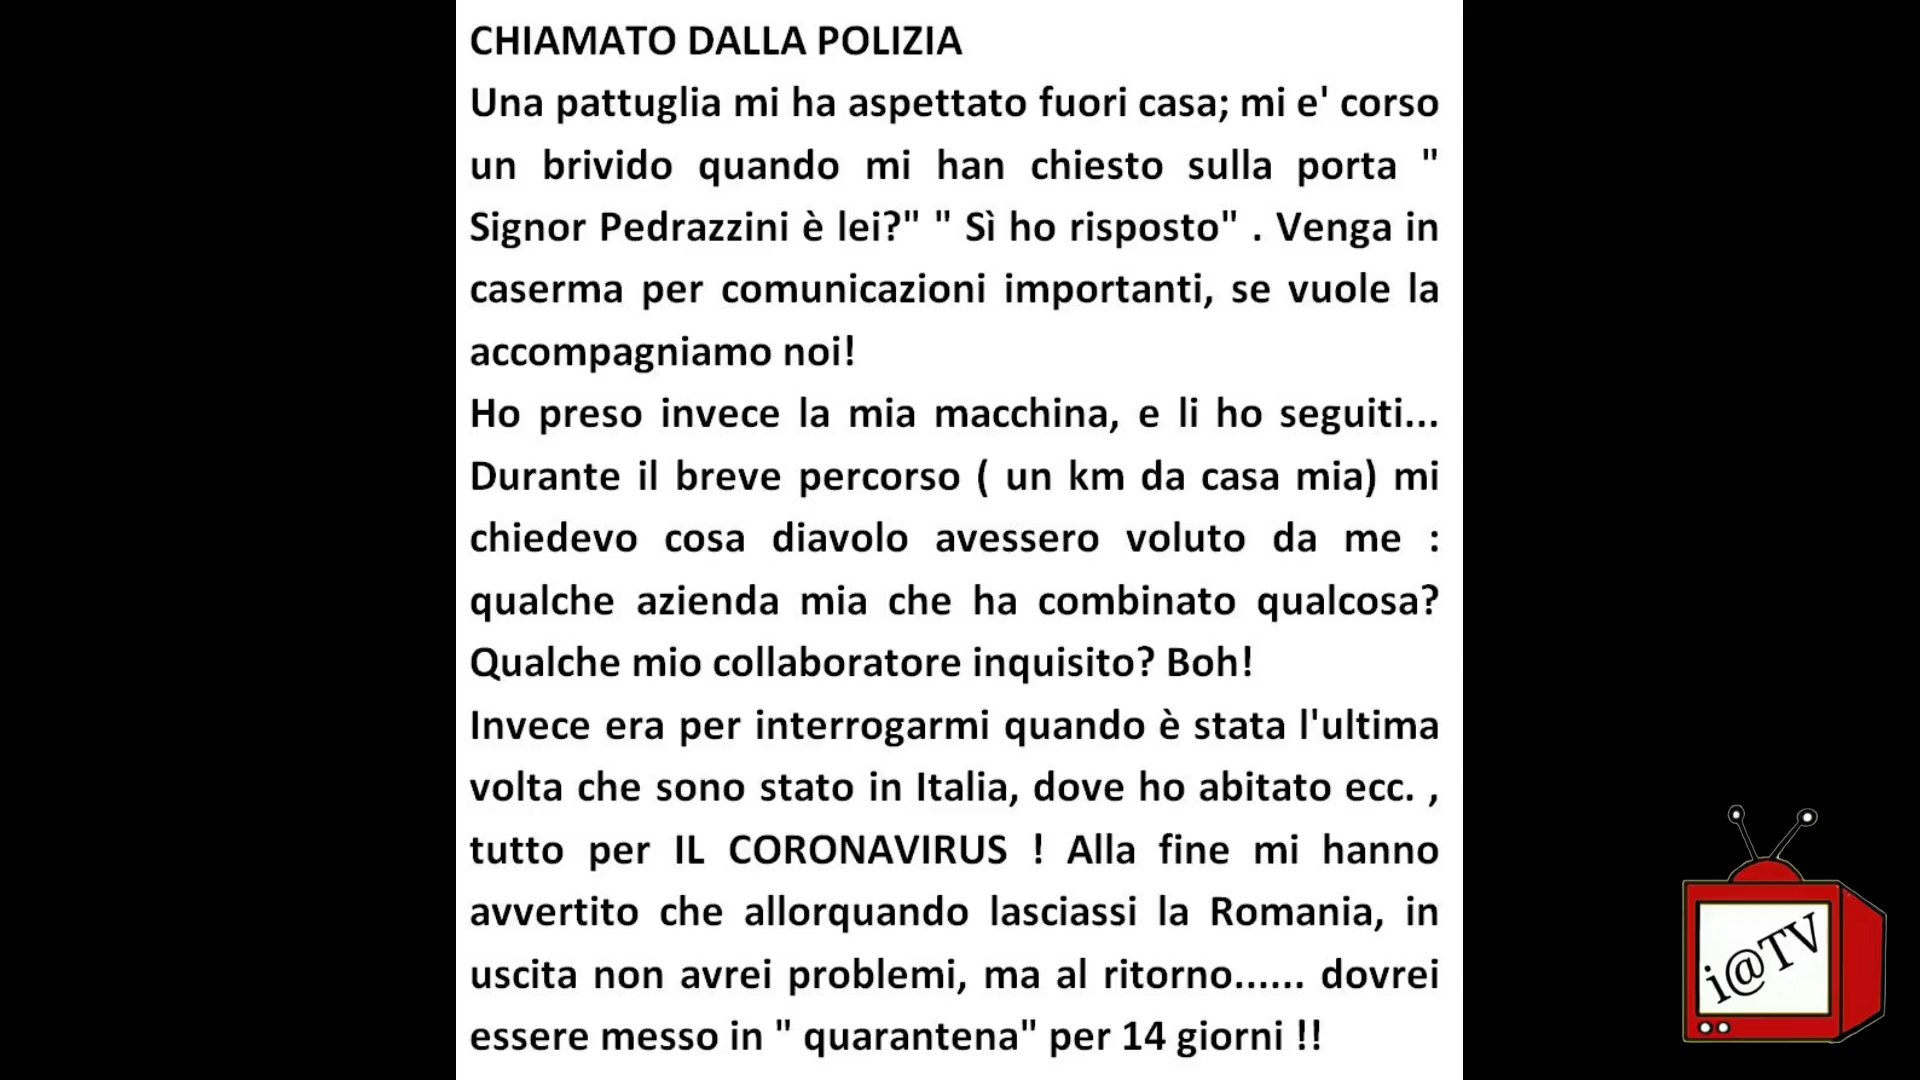 CHIAMATO DALLA POLIZIA
Una pattuglia mi ha aspettato fuori casa; mi e' corso
un brivido quando mi han chiesto sulla porta "
Signor Pedrazzini è lei?" " Sì ho risposto" . Venga in
caserma per comunicazioni importanti, se vuole la
accompagniamo noi!
Ho preso invece la mia macchina, e li ho seguiti...
Durante il breve percorso ( un km da casa mia) mi
chiedevo cosa diavolo avessero voluto da me :
qualche azienda mia che ha combinato qualcosa?
Qualche mio collaboratore inquisito? Boh!
Invece era per interrogarmi quando è stata l'ultima
volta che sono stato in Italia, dove ho abitato ecc. ,
tutto per IL CORONAVIRUS ! Alla fine mi hanno
avvertito che allorquando lasciassi la Romania, in
uscita non avrei problemi, ma al ritorno...... dovrei
essere messo in " quarantena" per 14 giorni !!
i@TV